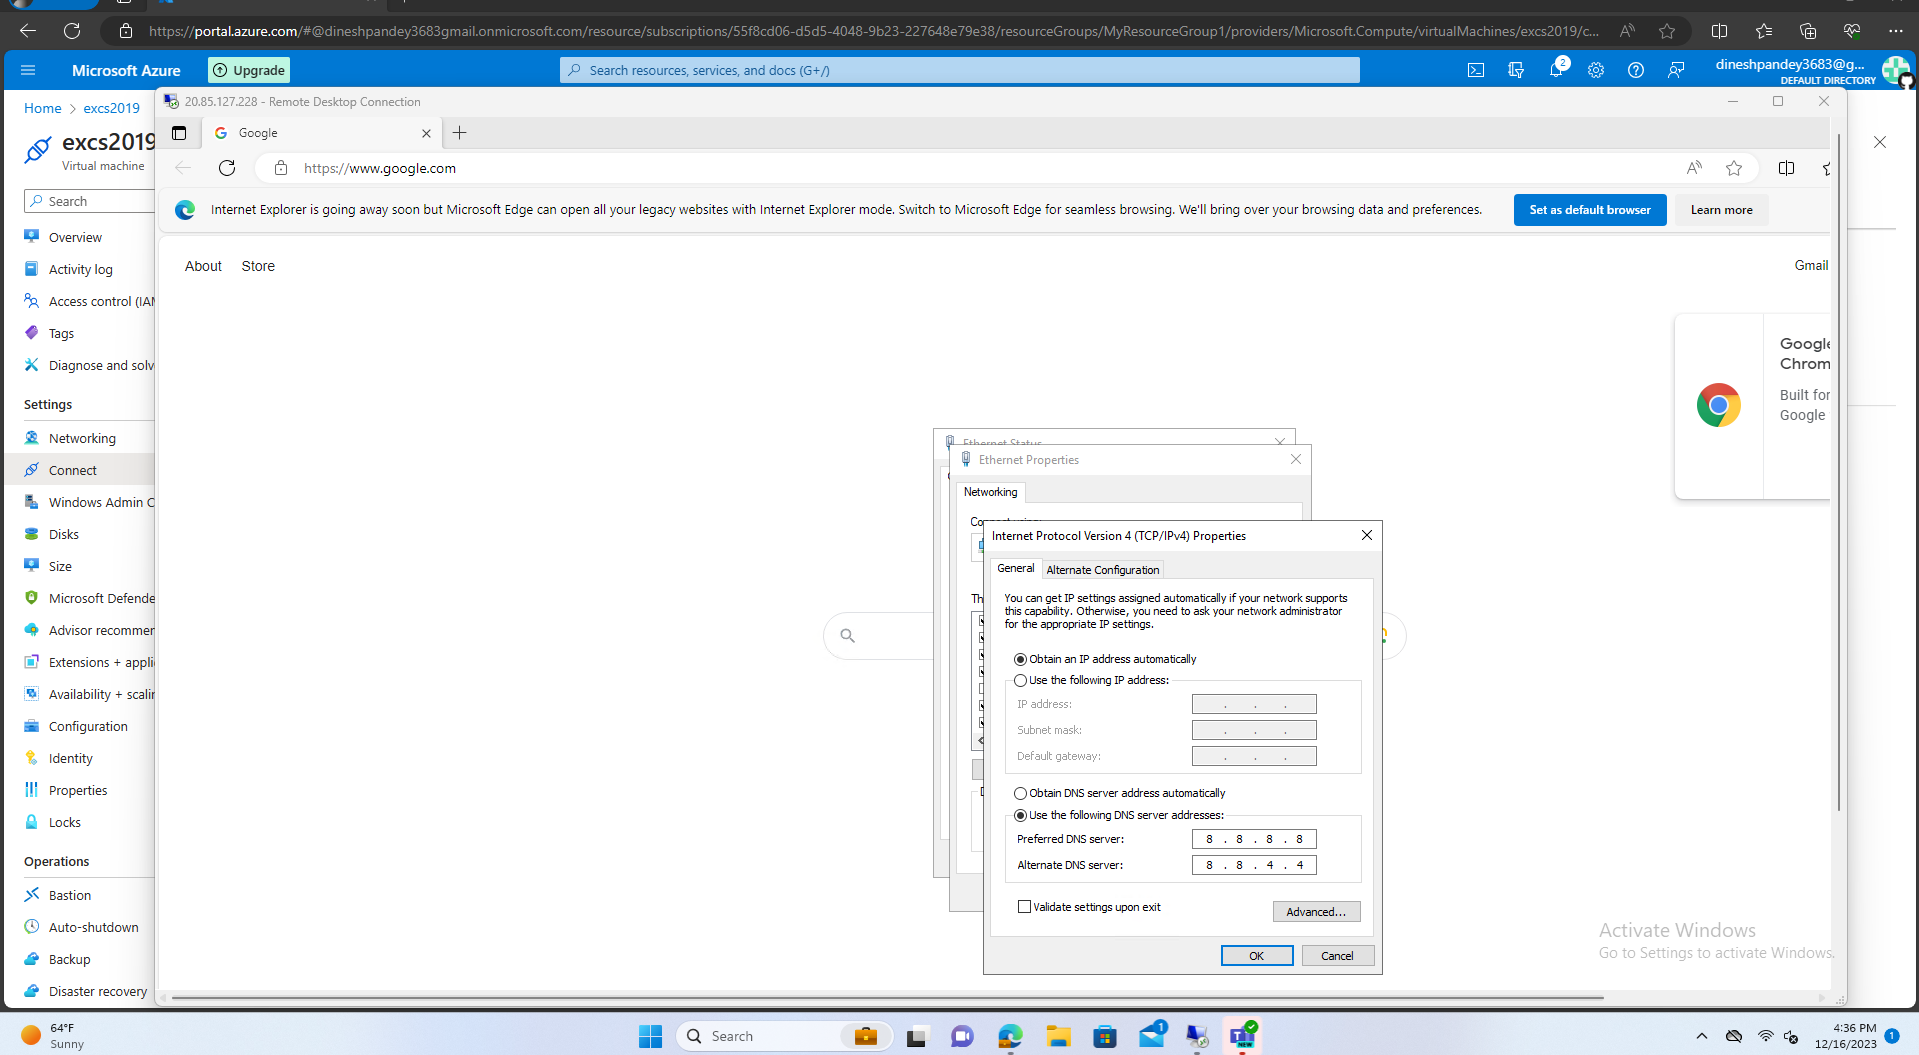 https://portal.azure.com/#@dineshpandey3683gmail.onmicrosoft.com/resource/subscriptions/55f8cd06-d5d5-4048-9b23-227648e79e38/resourceGroups/MyResourceGroup1/providers/Microsoft.Compute/virtualMachines/excs2019/c...
Microsoft Azure
Upgrade
Search resources, services, and docs (G+/)
2
dineshpandey3683@g...
DEFAULT DIRECTORY
Home > excs2019
excs2019
Virtual machine
Search
Overview
Activity log
Access control (IAM
Tags
Diagnose and solv
Settings
Networking
Connect
Windows Admin C
Disks
Size
Microsoft Defende
Advisor recommer
Extensions + appli
Availability + scalin
Configuration
Identity
Properties
Locks
Operations
Bastion
Auto-shutdown
Backup
Disaster recovery
20.85.127.228 - Remote Desktop Connection
Google
https://www.google.com
Internet Explorer is going away soon but Microsoft Edge can open all your legacy websites with Internet Explorer mode. Switch to Microsoft Edge for seamless browsing. We'll bring over your browsing data and preferences.
Set as default browser
Learn more
About Store
Gmail
Google
Chrom
Built for
Google
Ethernet Status
Ethernet Properties
Networking
Connect using:
Th
Internet Protocol Version 4 (TCP/IPv4) Properties
General
Alternate Configuration
You can get IP settings assigned automatically if your network supports
this capability. Otherwise, you need to ask your network administrator
for the appropriate IP settings.
Obtain an IP address automatically
Use the following IP address:
IP address: . . .
Subnet mask: . . .
Default gateway: . . .
Obtain DNS server address automatically
Use the following DNS server addresses:
Preferred DNS server: 8 . 8 . 8 . 8
Alternate DNS server: 8 . 8 . 4 . 4
Validate settings upon exit
Advanced...
OK
Cancel
Activate Windows
Go to Settings to activate Windows.
64°F
Sunny
Search
1
NEW
4:36 PM
12/16/2023
1